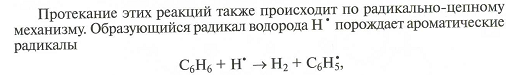 Протекание этих реакций также происходит по радикально-цепному
механизму. Образующийся радикал водорода H• порождает ароматические
радикалы
C₆H₆ + H• → H₂ + C₆H₅•,